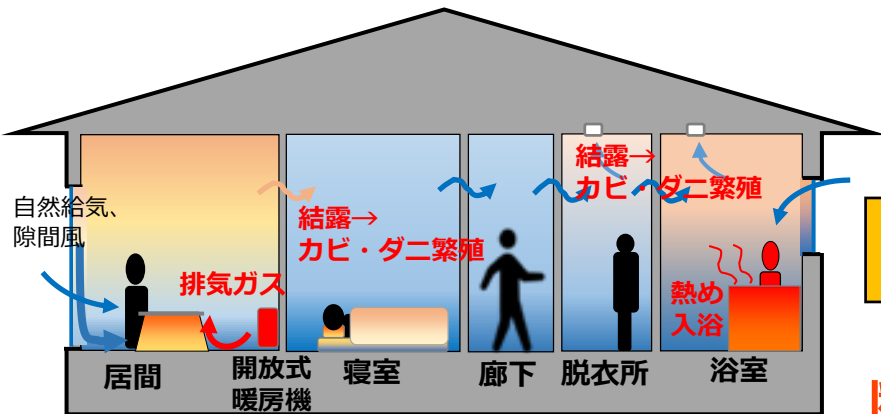 自然給気、
隙間風
排気ガス
結露→
カビ・ダニ繁殖
結露→
カビ・ダニ繁殖
熱め
入浴
居間
開放式
暖房機
寝室
廊下
脱衣所
浴室